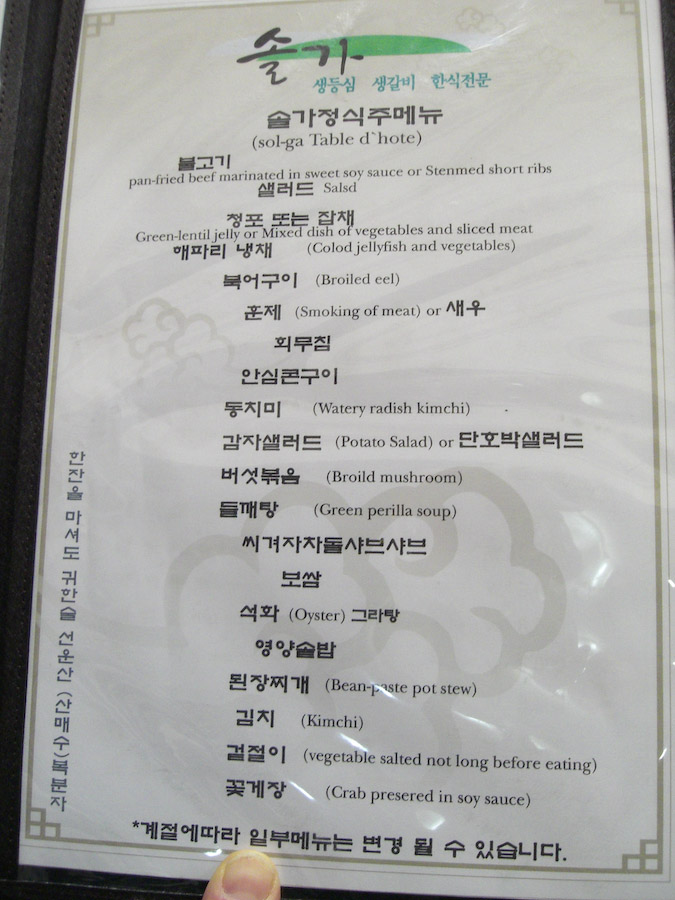 솔가
생등심 생갈비 한식전문
솔가정식주메뉴
(sol-ga Table d`hote)
불고기
pan-fried beef marinated in sweet soy sauce or Stenmed short ribs
샐러드 Salsd
청포 또는 잡채
Green-lentil jelly or Mixed dish of vegetables and sliced meat
해파리 냉채 (Colod jellyfish and vegetables)
북어구이 (Broiled eel)
훈제 (Smoking of meat) or 새우
회무침
안심콘구이
동치미 (Watery radish kimchi)
감자샐러드 (Potato Salad) or 단호박샐러드
버섯볶음 (Broild mushroom)
들깨탕 (Green perilla soup)
씨겨자차돌샤브샤브
보쌈
석화 (Oyster) 그라탕
영양솥밥
된장찌개 (Bean-paste pot stew)
김치 (Kimchi)
겉절이 (vegetable salted not long before eating)
꽃게장 (Crab presered in soy sauce)
*계절에따라 일부메뉴는 변경 될 수 있습니다.
한잔을 마셔도 귀한술 선운산 (산매수)복분자